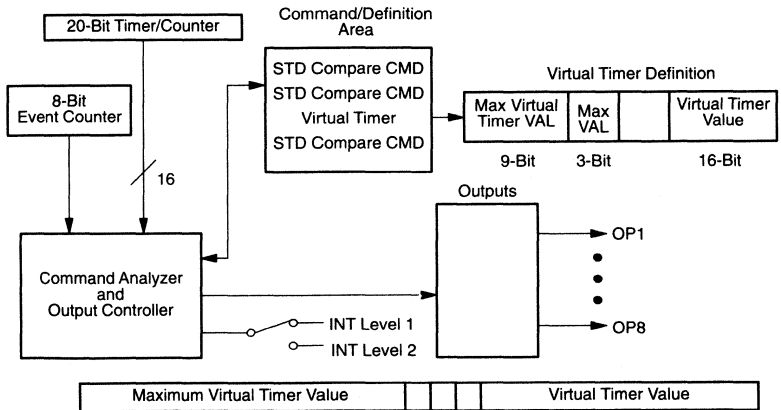 20-Bit Timer/Counter
Command/Definition
Area
8-Bit
Event Counter
STD Compare CMD
STD Compare CMD
Virtual Timer
STD Compare CMD
Virtual Timer Definition
Max Virtual
Timer VAL
Max
VAL
Virtual Timer
Value
9-Bit
3-Bit
16-Bit
16
Outputs
Command Analyzer
and
Output Controller
OP1
OP8
INT Level 1
INT Level 2
Maximum Virtual Timer Value
Virtual Timer Value